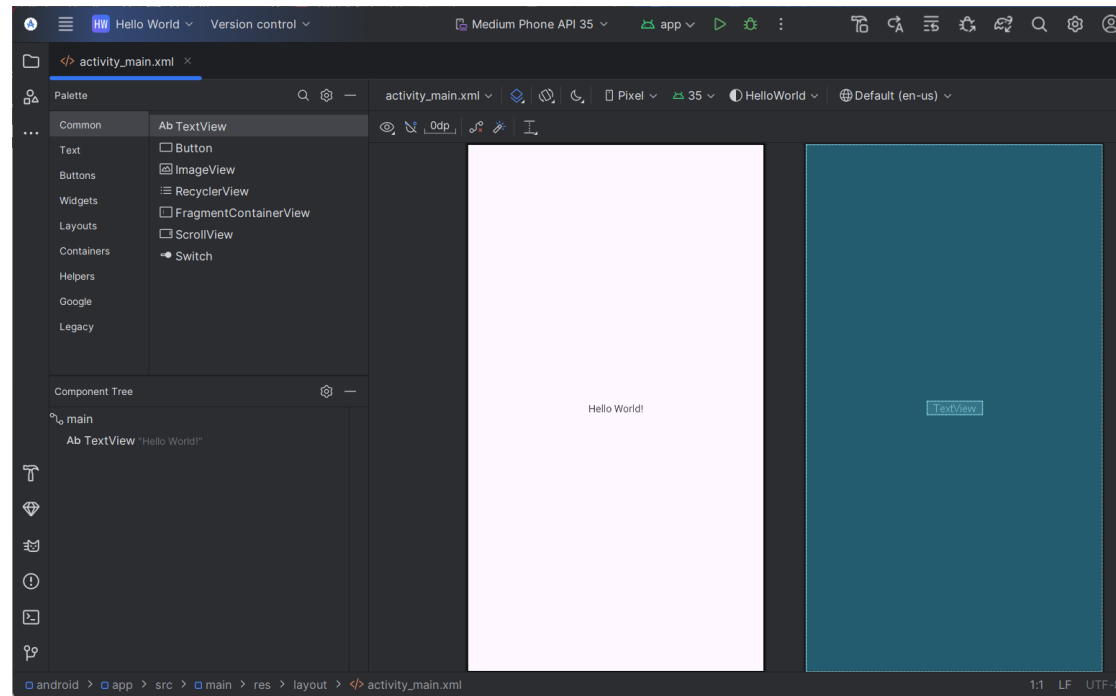 HW Hello World Version control Medium Phone API 35 app
activity_main.xml
Palette
activity_main.xml Pixel 35 HelloWorld Default (en-us)
0dp
Common
Text
Buttons
Widgets
Layouts
Containers
Helpers
Google
Legacy
Ab TextView
Button
ImageView
RecyclerView
FragmentContainerView
ScrollView
Switch
Component Tree
main
Ab TextView "Hello World!"
Hello World!
TextView
android > app > src > main > res > layout > activity_main.xml
1:1 LF UTF-